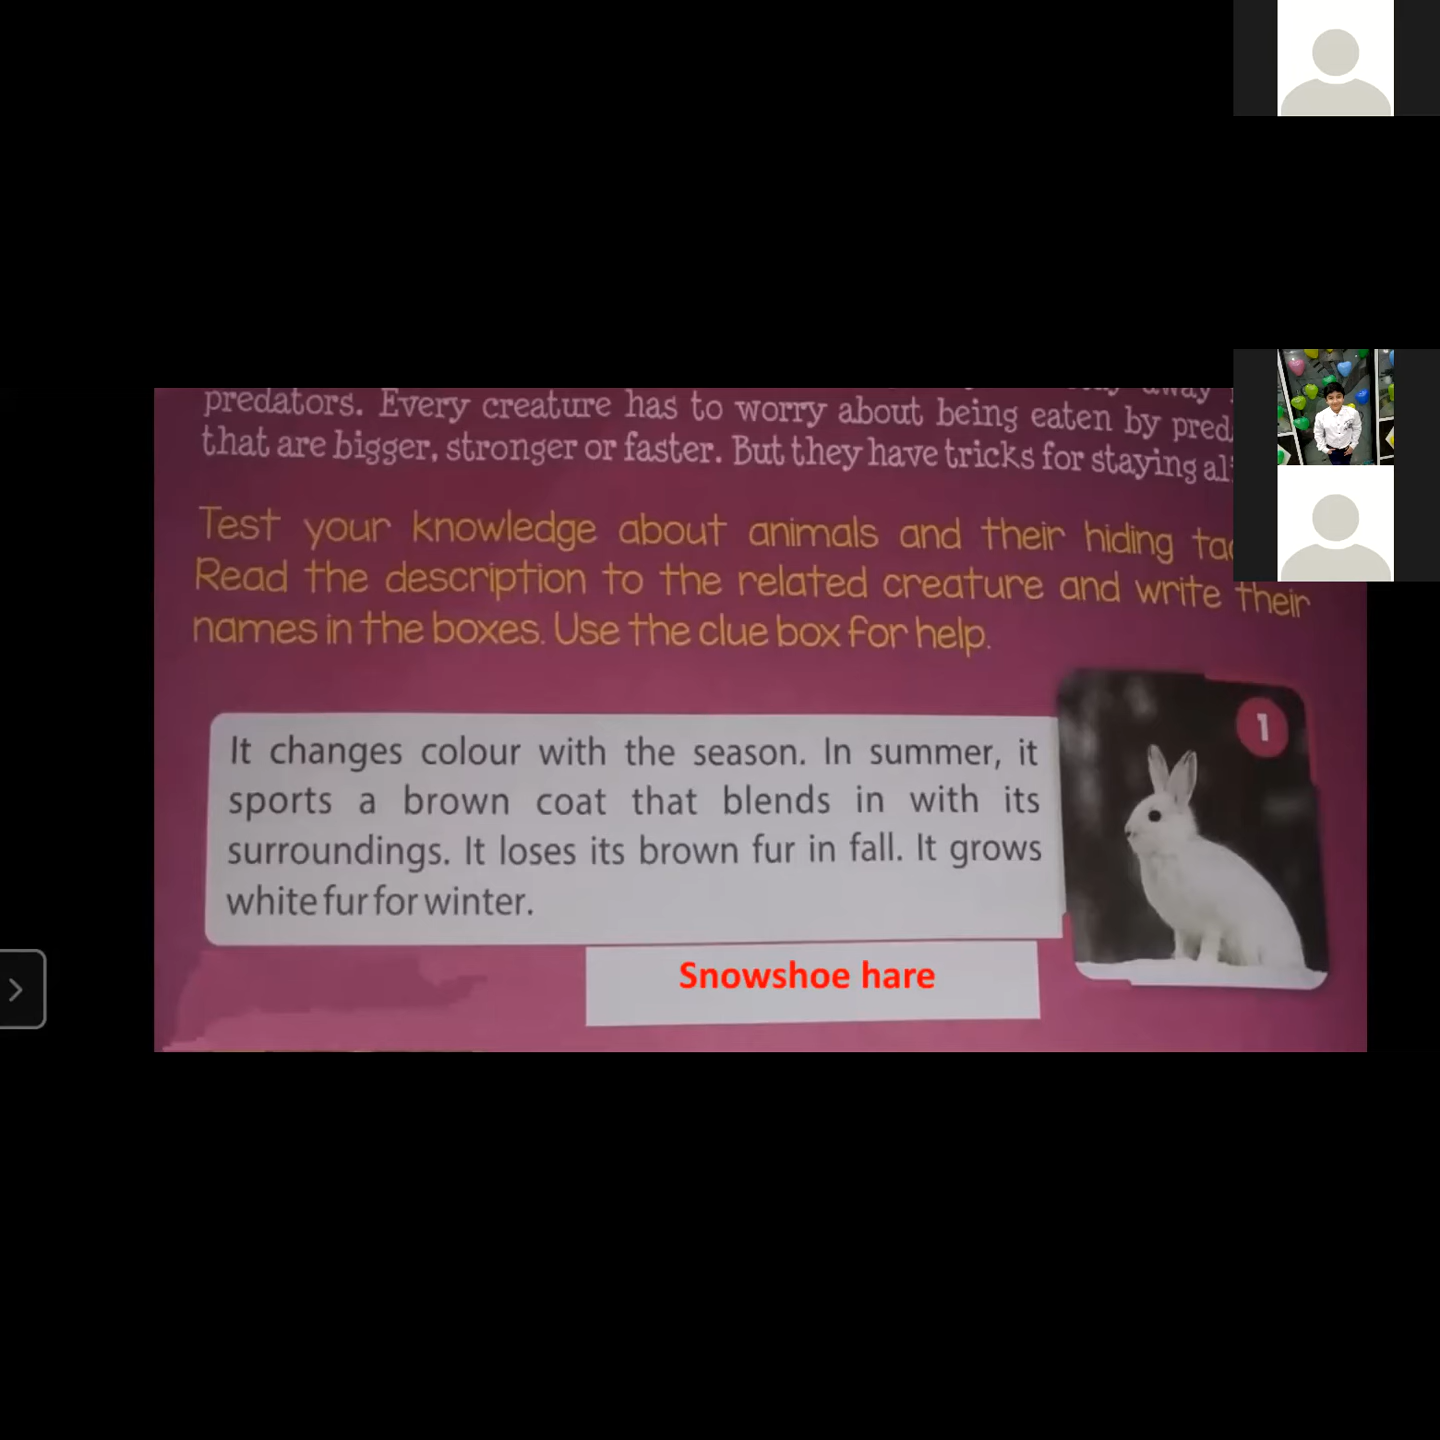 predators. Every creature has to worry about being eaten by
that are bigger, stronger or faster. But they have tricks for staying
Test your knowledge about animals and their hiding
Read the description to the related creature and write their
names in the boxes. Use the clue box for help.
1
It changes colour with the season. In summer, it
sports a brown coat that blends in with its
surroundings. It loses its brown fur in fall. It grows
white fur for winter.
Snowshoe hare